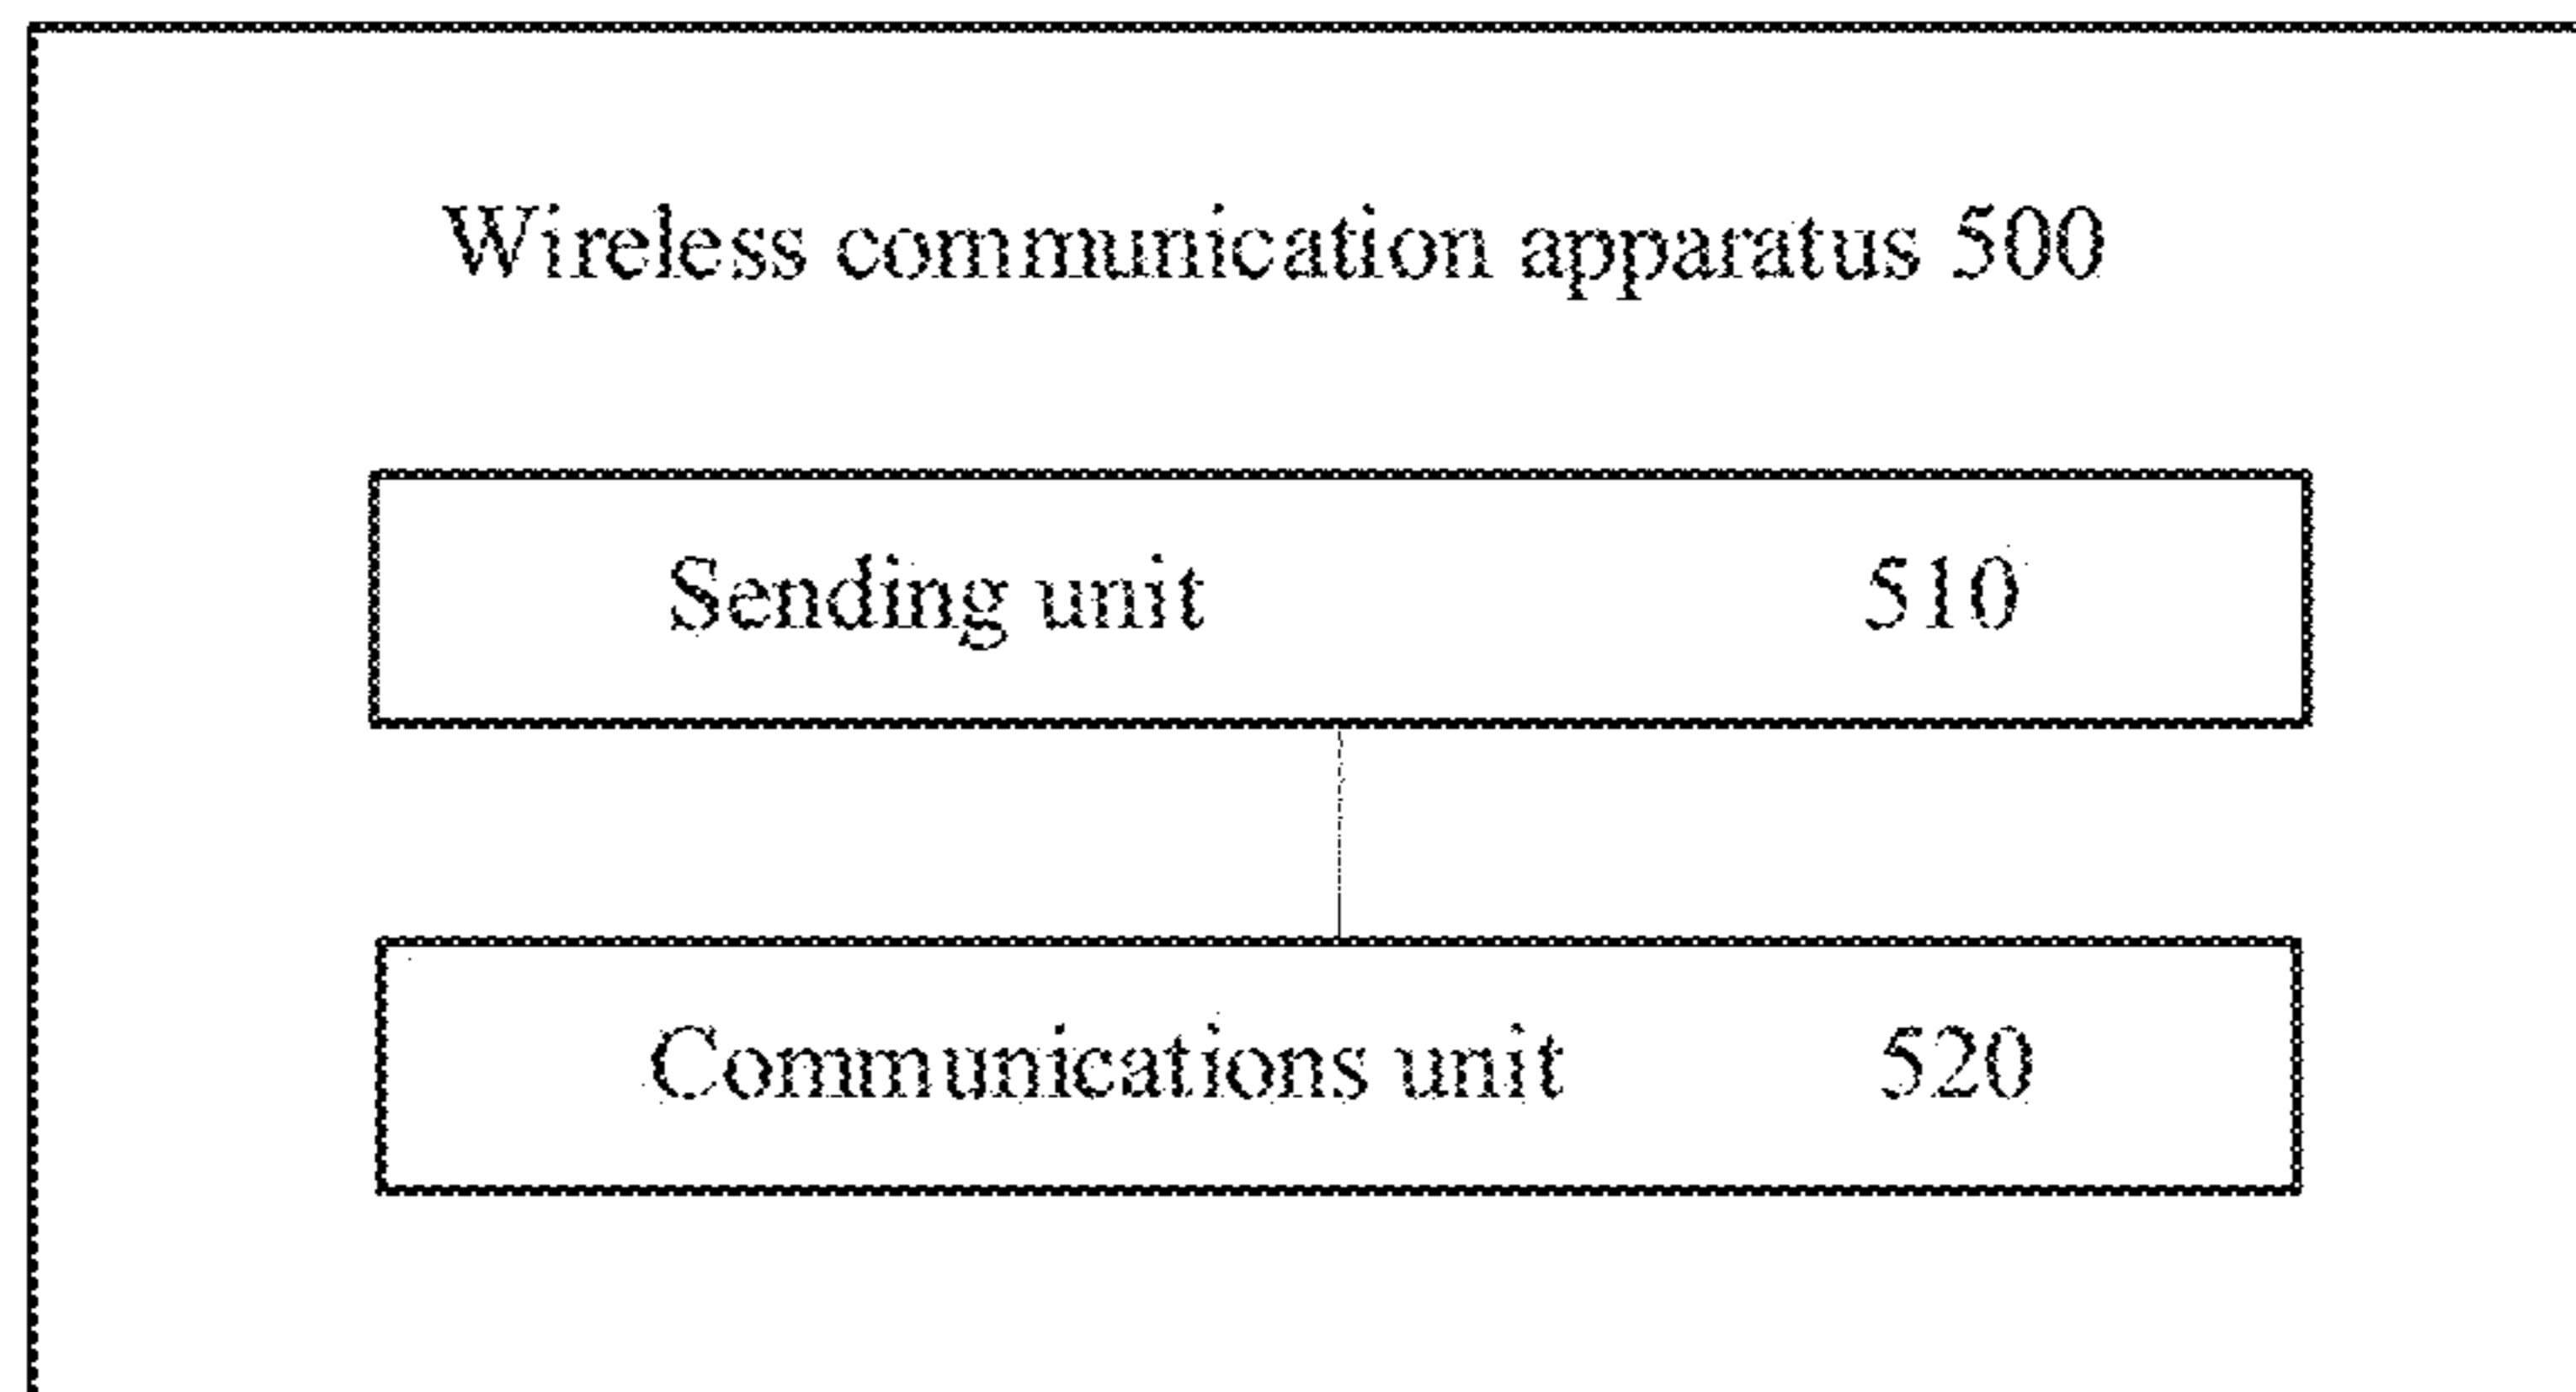 Wireless communication apparatus 500
Sending unit 510
Communications unit 520